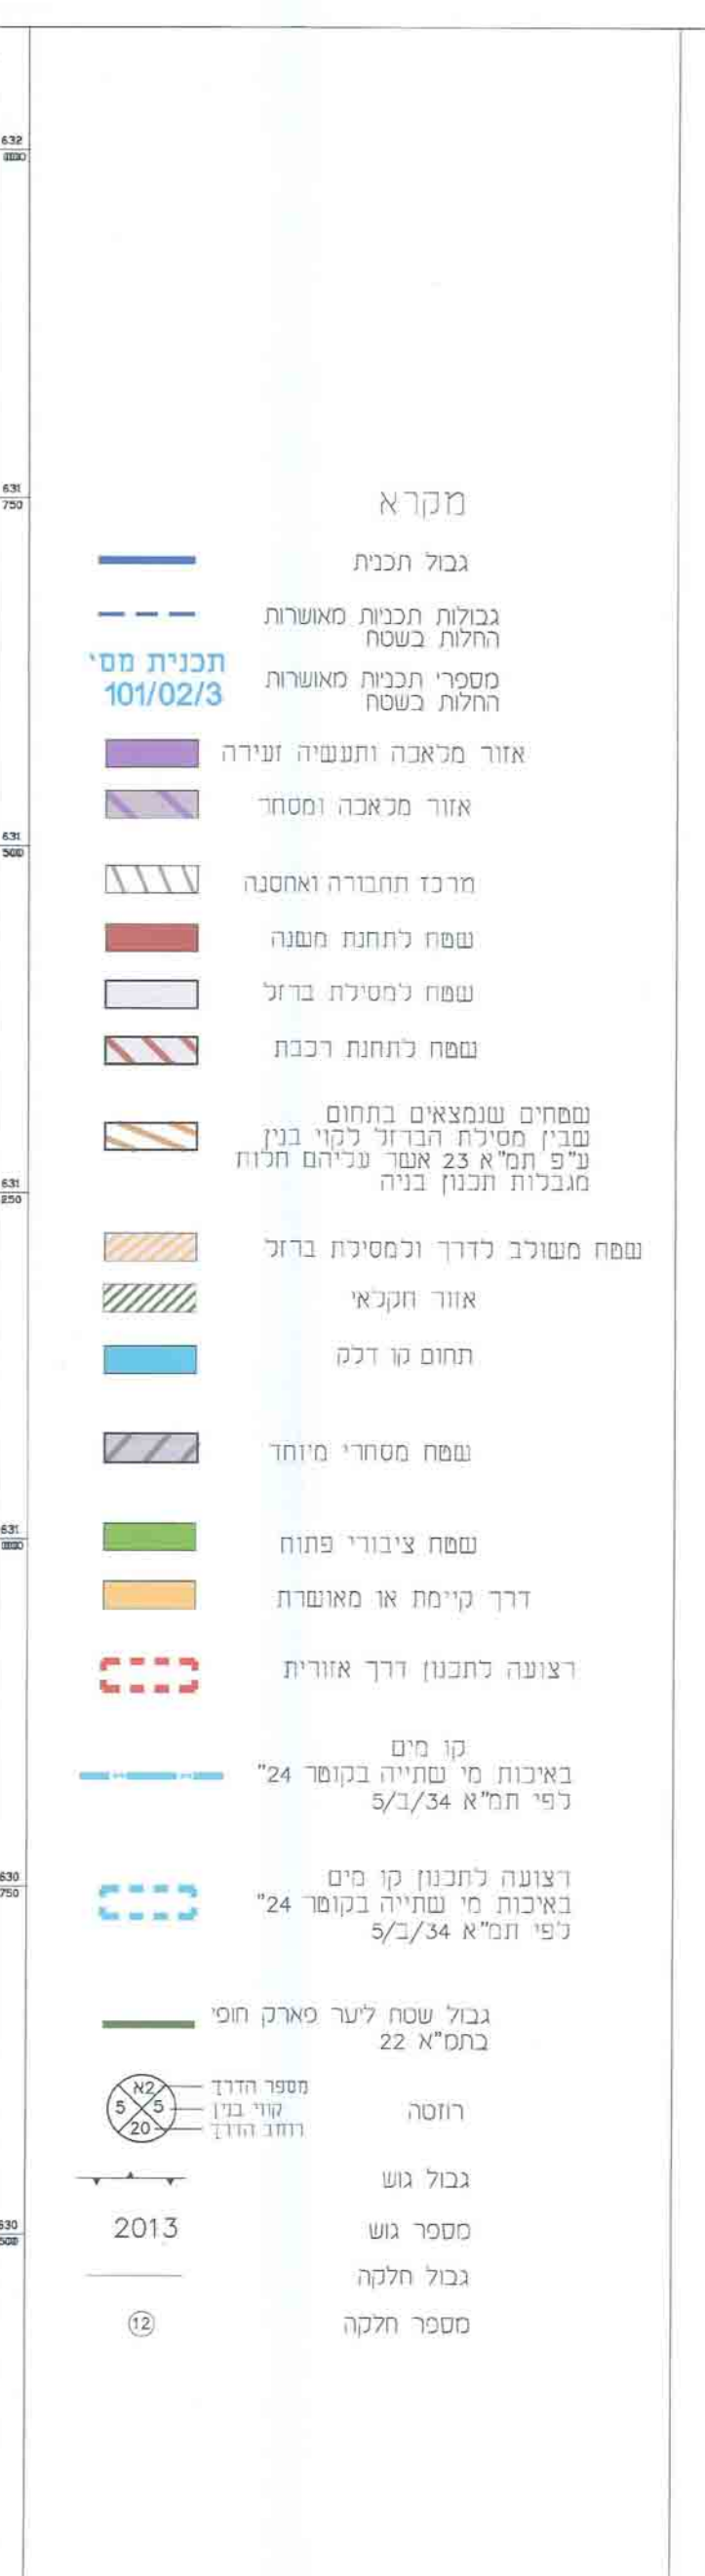 632
000
631
750
מקרא
גבול תכנית
גבולות תכניות מאושרות
החלות בשטח
תכנית מס'
101/02/3
מספרי תכניות מאושרות
החלות בשטח
אזור מלאכה ותעשיה זעירה
אזור מלאכה ומסחר
631
500
מרכז תחבורה ואחסנה
שטח לתחנת משנה
שטח למסילת ברזל
שטח לתחנת רכבת
שטחים שנמצאים בתחום
שבין מסילת הברזל לקוי בנין
ע"פ תמ"א 23 אשר עליהם חלות
מגבלות תכנון בניה
631
250
שטח משולב לדרך ולמסילת ברזל
אזור חקלאי
תחום קו דלק
שטח מסחרי מיוחד
631
000
שטח ציבורי פתוח
דרך קיימת או מאושרת
רצועה לתכנון דרך אזורית
קו מים
באיכות מי שתייה בקוטר 24"
לפי תמ"א 34/ב/5
630
750
רצועה לתכנון קו מים
באיכות מי שתייה בקוטר 24"
לפי תמ"א 34/ב/5
גבול שטח ליער פארק חופי
בתמ"א 22
רוזטה
מספר הדרך
קווי בנין
רוחב הדרך
2א
5 5
20
גבול גוש
630
500
מספר גוש
2013
גבול חלקה
מספר חלקה
12